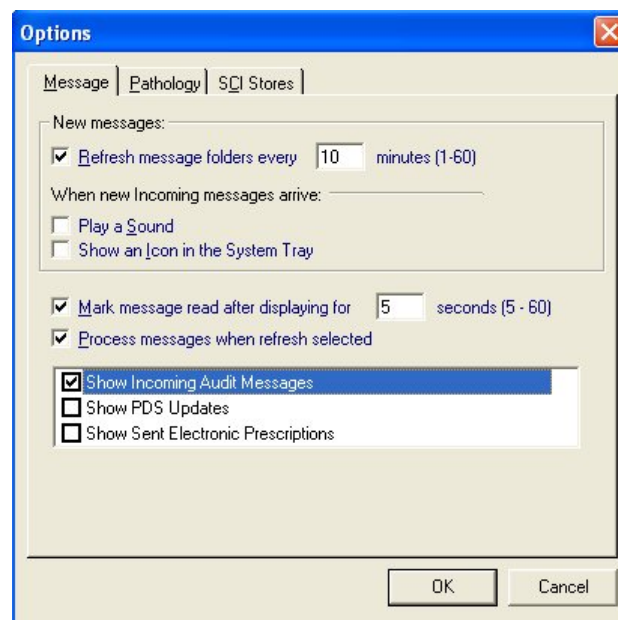 Options
Message Pathology SCI Stores
New messages:
Refresh message folders every 10 minutes (1-60)
When new Incoming messages arrive:
Play a Sound
Show an Icon in the System Tray
Mark message read after displaying for 5 seconds (5 - 60)
Process messages when refresh selected
Show Incoming Audit Messages
Show PDS Updates
Show Sent Electronic Prescriptions
OK Cancel